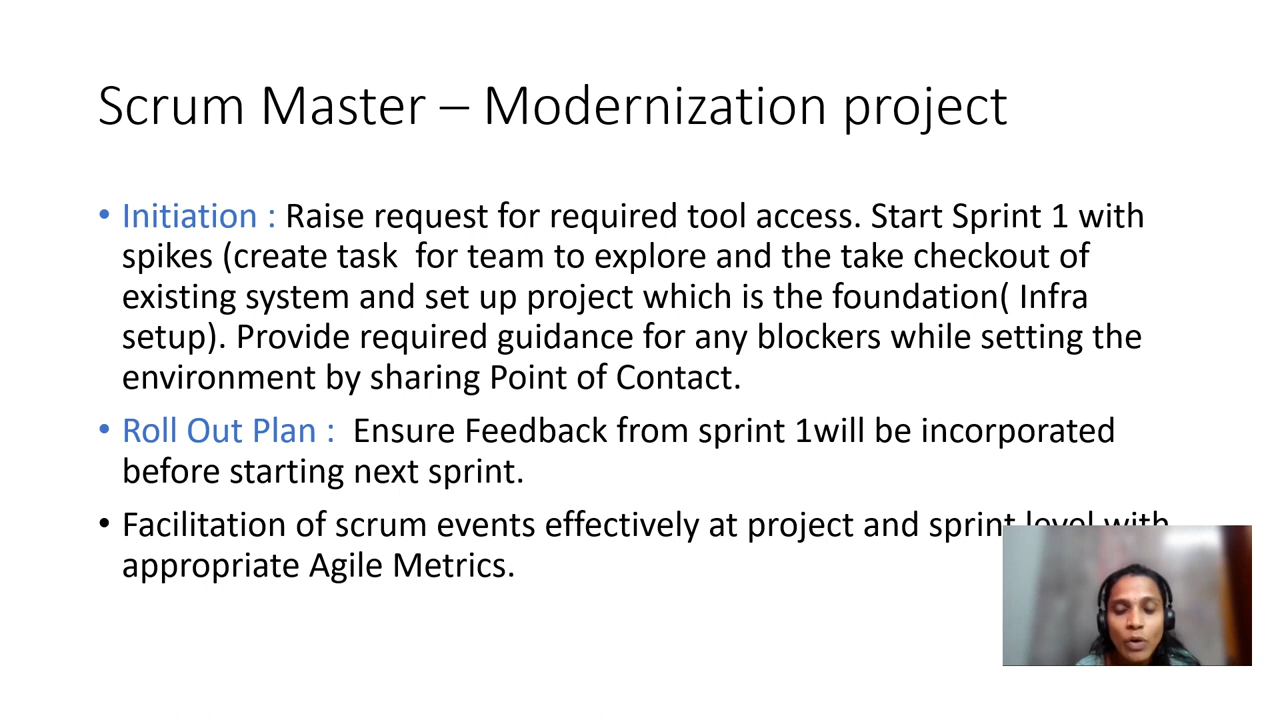 Scrum Master – Modernization project
• Initiation : Raise request for required tool access. Start Sprint 1 with
spikes (create task  for team to explore and the take checkout of
existing system and set up project which is the foundation( Infra
setup). Provide required guidance for any blockers while setting the
environment by sharing Point of Contact.
• Roll Out Plan :  Ensure Feedback from sprint 1will be incorporated
before starting next sprint.
• Facilitation of scrum events effectively at project and sprint level with
appropriate Agile Metrics.